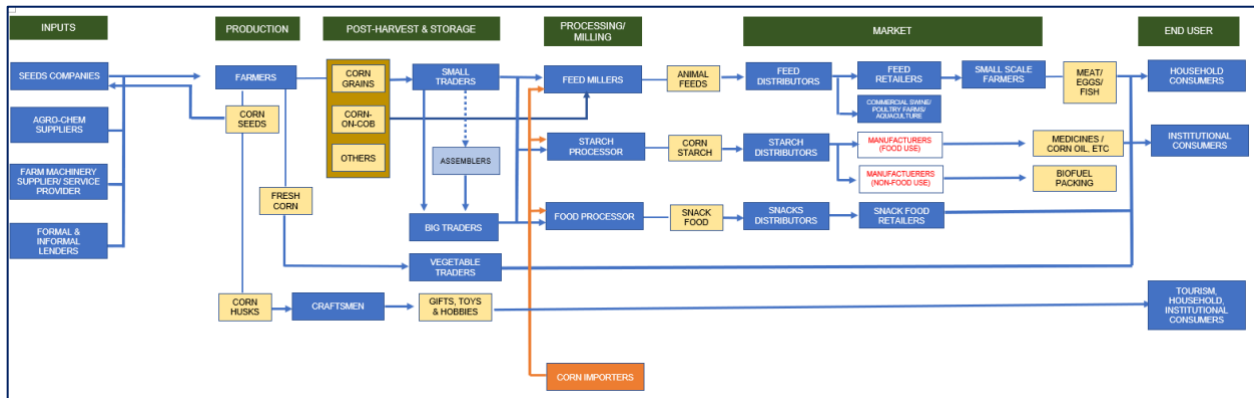 INPUTS
PRODUCTION
POST-HARVEST & STORAGE
PROCESSING/
MILLING
MARKET
END USER
SEEDS COMPANIES
FARMERS
CORN
GRAINS
SMALL
TRADERS
FEED MILLERS
ANIMAL
FEEDS
FEED
DISTRIBUTORS
FEED
RETAILERS
SMALL SCALE
FARMERS
MEAT/
EGGS/
FISH
HOUSEHOLD
CONSUMERS
AGRO-CHEM
SUPPLIERS
CORN
SEEDS
CORN-
ON-COB
COMMERCIAL SWINE/
POULTRY FARMS/
AQUACULTURE
OTHERS
ASSEMBLERS
STARCH
PROCESSOR
CORN
STARCH
STARCH
DISTRIBUTORS
MANUFACTURERS
(FOOD USE)
MEDICINES /
CORN OIL, ETC
INSTITUTIONAL
CONSUMERS
FARM MACHINERY
SUPPLIER/ SERVICE
PROVIDER
MANUFACTUERERS
(NON-FOOD USE)
BIOFUEL
PACKING
FRESH
CORN
FORMAL &
INFORMAL
LENDERS
BIG TRADERS
FOOD PROCESSOR
SNACK
FOOD
SNACKS
DISTRIBUTORS
SNACK FOOD
RETAILERS
VEGETABLE
TRADERS
CORN
HUSKS
CRAFTSMEN
GIFTS, TOYS
& HOBBIES
TOURISM,
HOUSEHOLD,
INSTITUTIONAL
CONSUMERS
CORN IMPORTERS